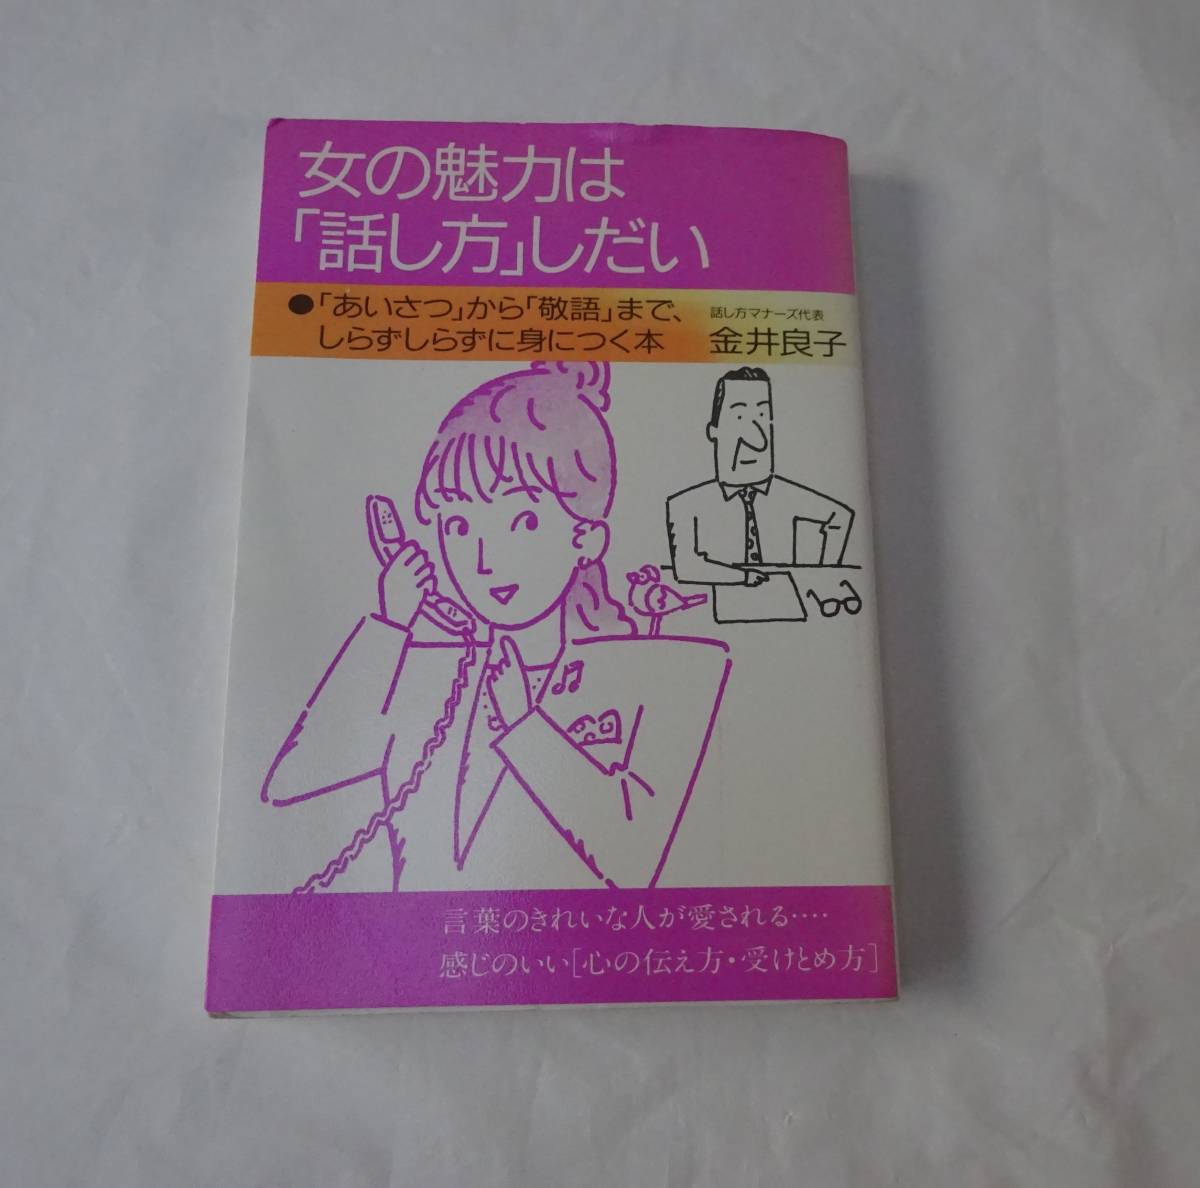 女の魅力は
「話し方」しだい
●「あいさつ」から「敬語」まで、
しらずしらずに身につく本
話し方マナーズ代表
金井良子
言葉のきれいな人が愛される‥‥
感じのいい[心の伝え方・受けとめ方]